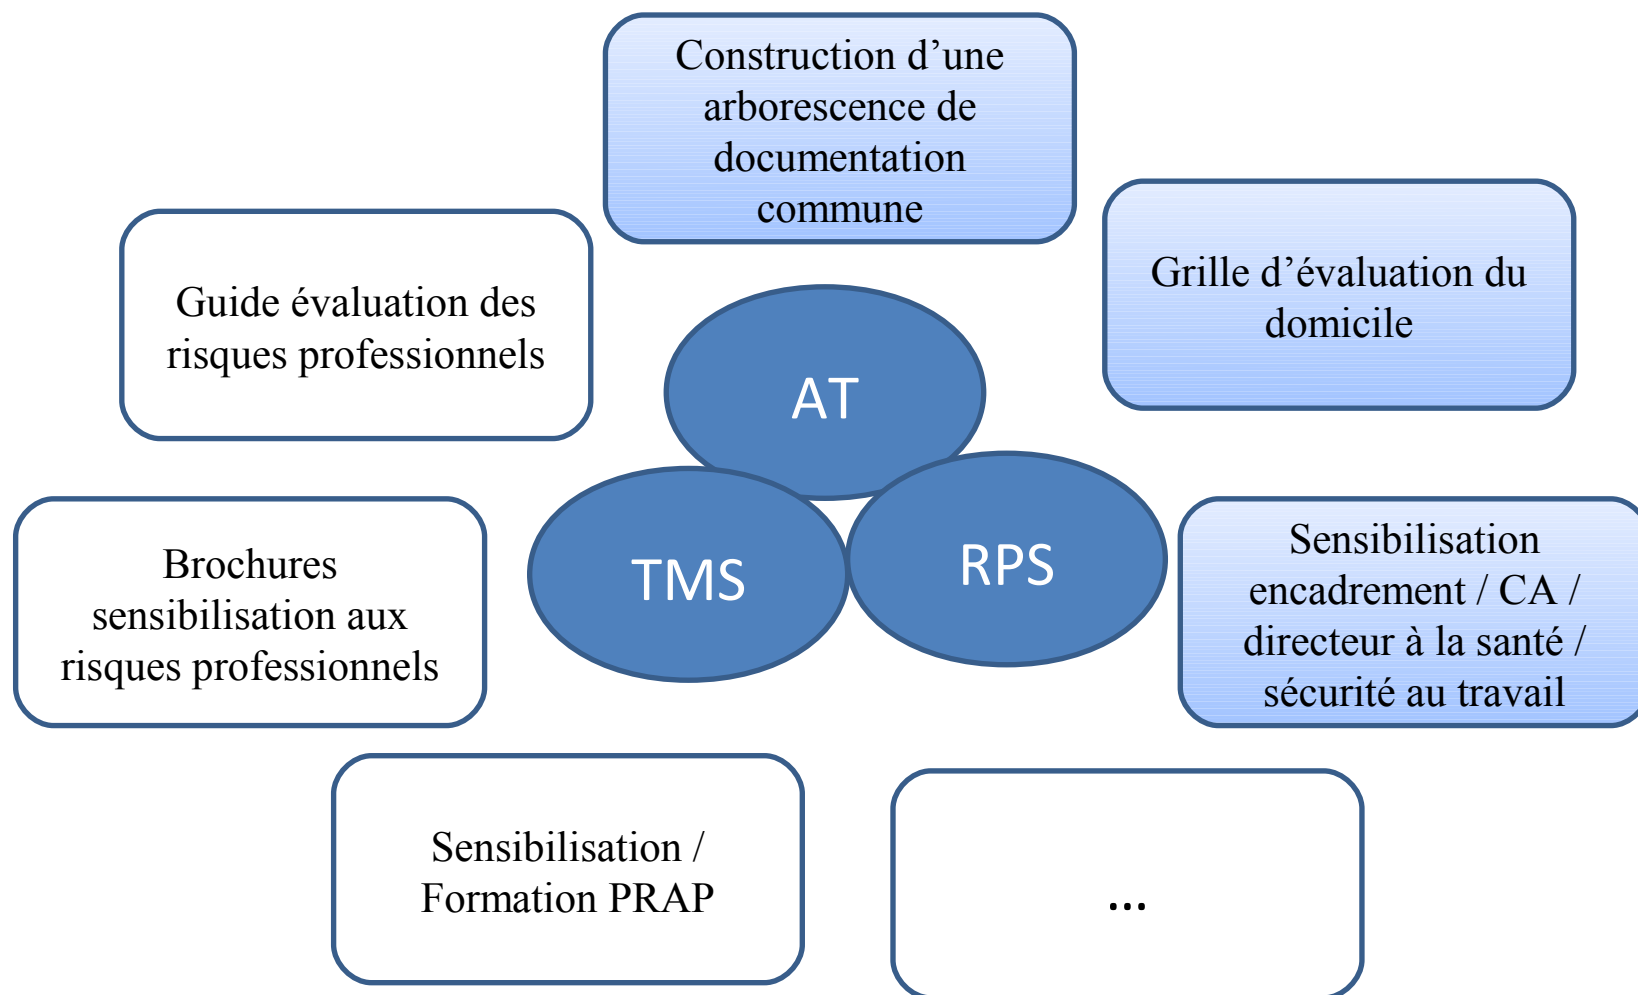 Construction d’une
arborescence de
documentation
commune
Guide évaluation des
risques professionnels
Grille d’évaluation du
domicile
AT
TMS
RPS
Brochures
sensibilisation aux
risques professionnels
Sensibilisation
encadrement / CA /
directeur à la santé /
sécurité au travail
Sensibilisation /
Formation PRAP
...